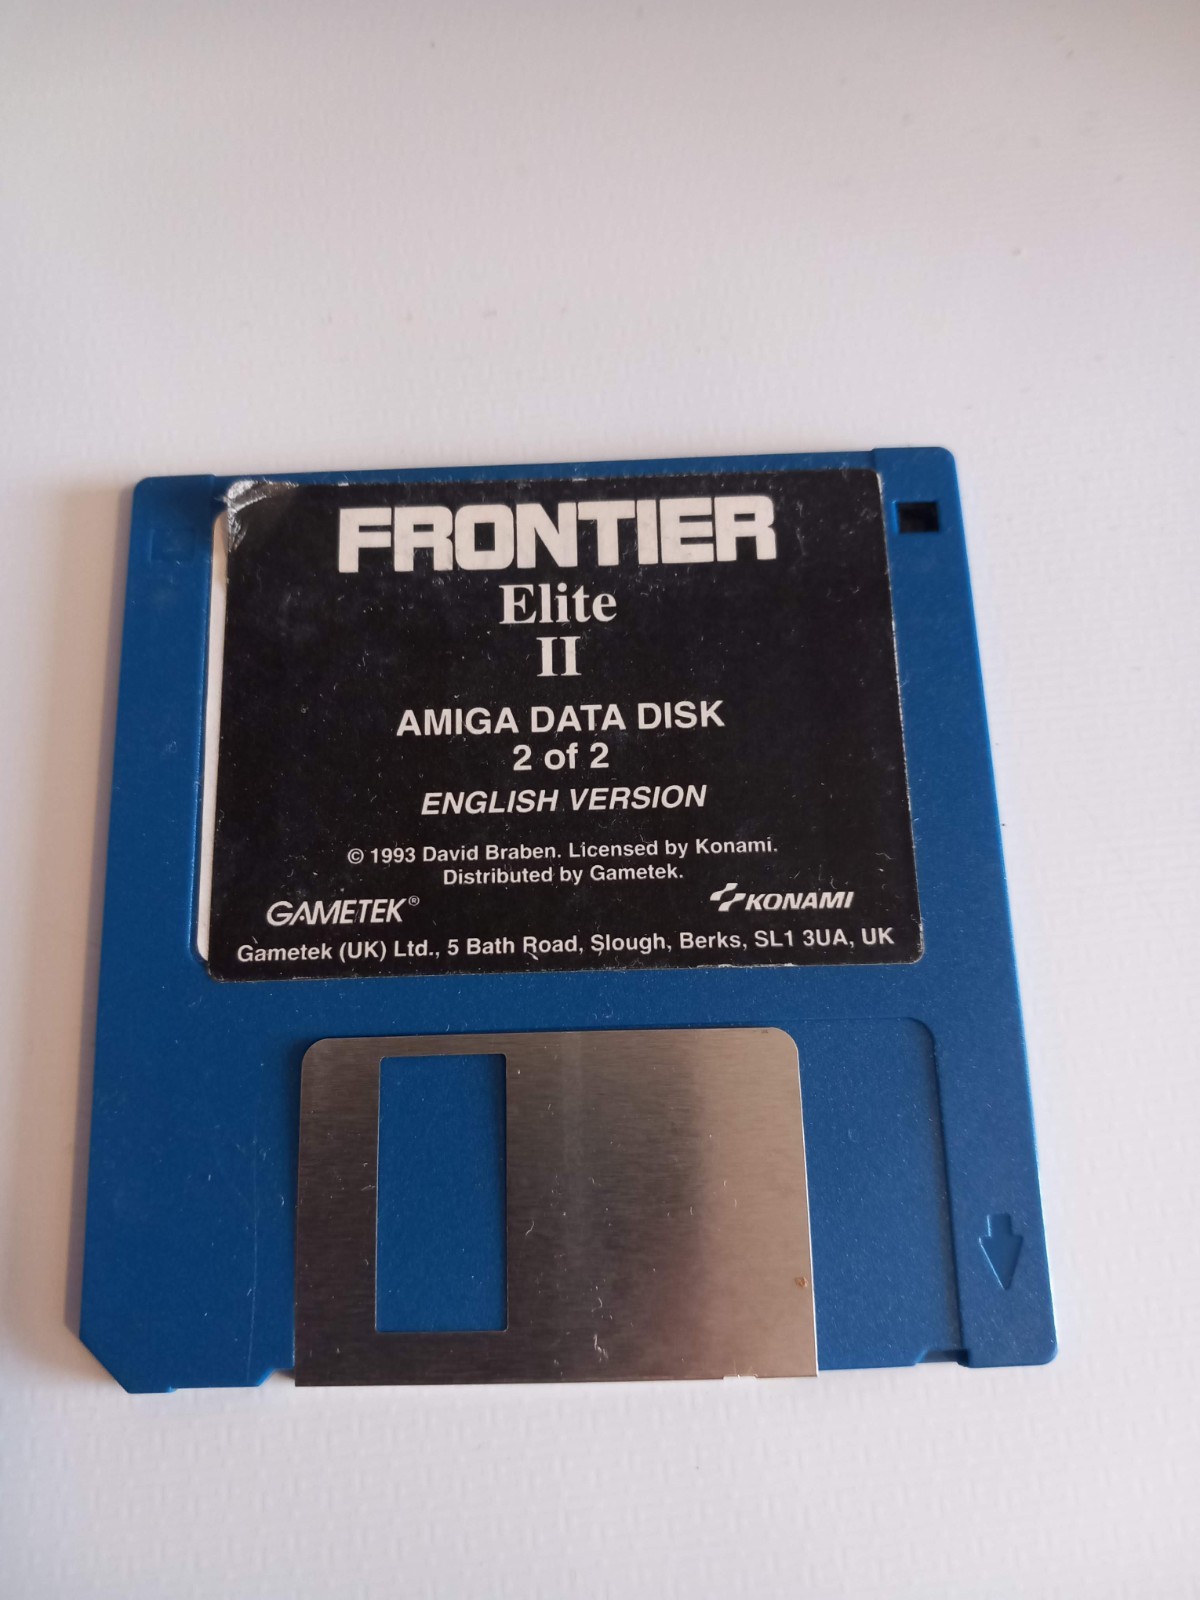 FRONTIER
Elite
II
AMIGA DATA DISK
2 of 2
ENGLISH VERSION
© 1993 David Braben. Licensed by Konami.
Distributed by Gametek.
GAMETEK® KONAMI
Gametek (UK) Ltd., 5 Bath Road, Slough, Berks, SL1 3UA, UK